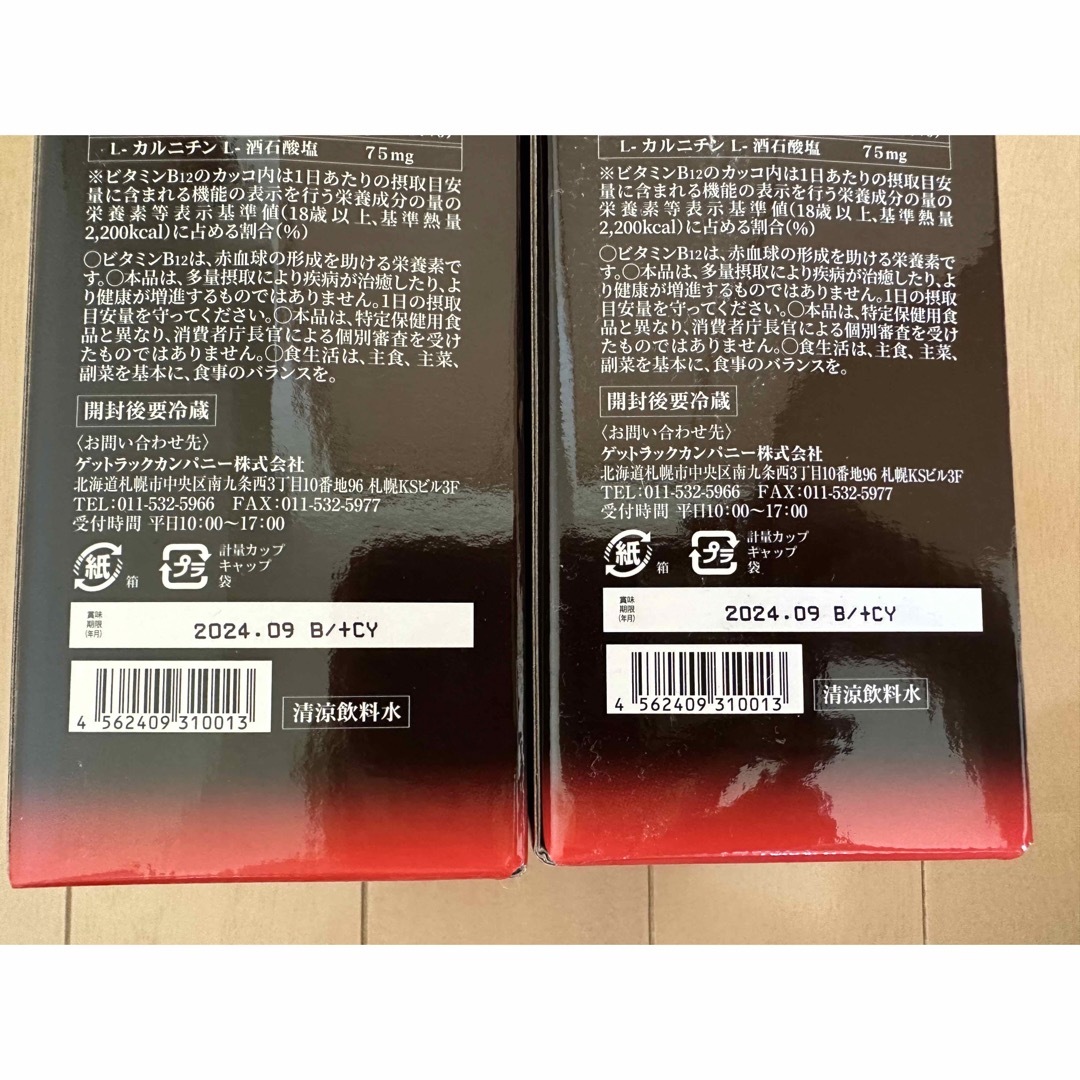 L- カルニチン L- 酒石酸塩 75mg
※ビタミンB12のカッコ内は1日あたりの摂取目安
量に含まれる機能の表示を行う栄養成分の量の
栄養素等表示基準値(18歳以上、基準熱量
2,200kcal)に占める割合(%)
○ビタミンB12は、赤血球の形成を助ける栄養素で
す。○本品は、多量摂取により疾病が治癒したり、よ
り健康が増進するものではありません。1日の摂取
目安量を守ってください。○本品は、特定保健用食
品と異なり、消費者庁長官による個別審査を受け
たものではありません。○食生活は、主食、主菜、
副菜を基本に、食事のバランスを。
開封後要冷蔵
〈お問い合わせ先〉
ゲットラックカンパニー株式会社
北海道札幌市中央区南九条西3丁目10番地96 札幌KSビル3F
TEL:011-532-5966 FAX:011-532-5977
受付時間 平日10:00〜17:00
紙
箱
プラ
計量カップ
キャップ
袋
賞味
期限
(年月)
2024.09 B/+CY
4 562409 310013
清涼飲料水
L- カルニチン L- 酒石酸塩 75mg
※ビタミンB12のカッコ内は1日あたりの摂取目安
量に含まれる機能の表示を行う栄養成分の量の
栄養素等表示基準値(18歳以上、基準熱量
2,200kcal)に占める割合(%)
○ビタミンB12は、赤血球の形成を助ける栄養素で
す。○本品は、多量摂取により疾病が治癒したり、よ
り健康が増進するものではありません。1日の摂取
目安量を守ってください。○本品は、特定保健用食
品と異なり、消費者庁長官による個別審査を受け
たものではありません。○食生活は、主食、主菜、
副菜を基本に、食事のバランスを。
開封後要冷蔵
〈お問い合わせ先〉
ゲットラックカンパニー株式会社
北海道札幌市中央区南九条西3丁目10番地96 札幌KSビル3F
TEL:011-532-5966 FAX:011-532-5977
受付時間 平日10:00〜17:00
紙
箱
プラ
計量カップ
キャップ
袋
賞味
期限
(年月)
2024.09 B/+CY
4 562409 310013
清涼飲料水